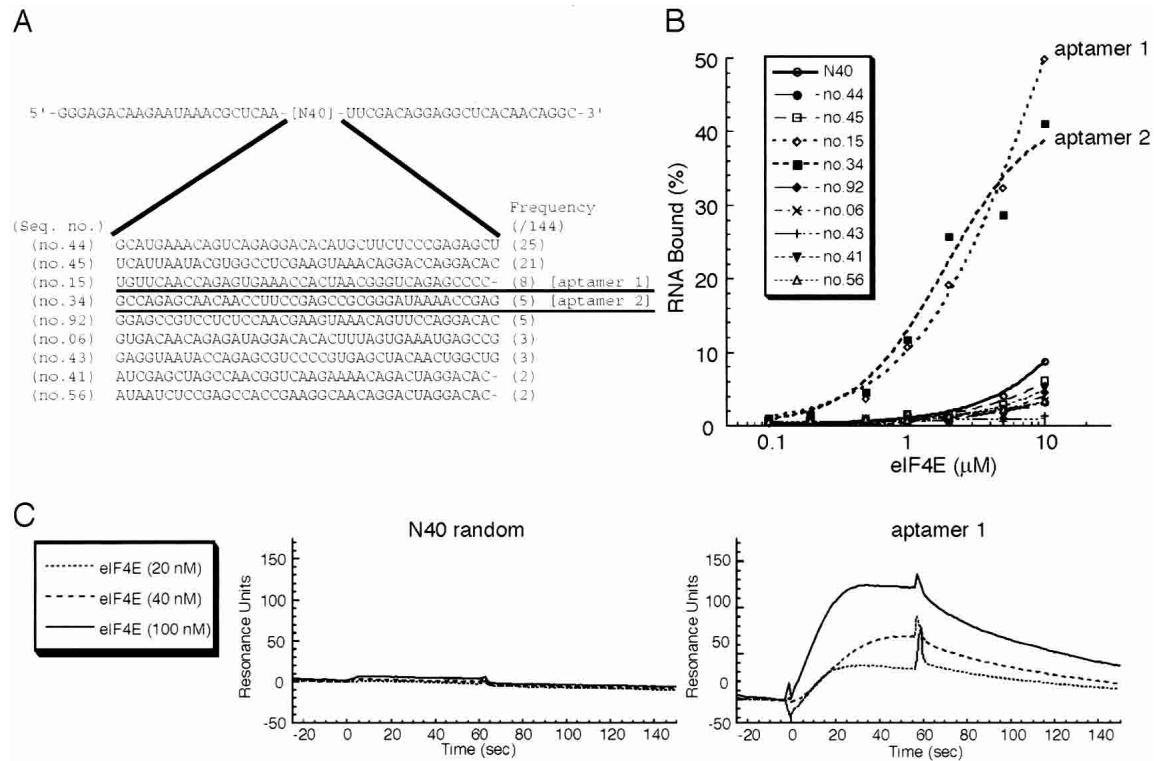 A
5'-GGGAGACAAGAAUAAACGCUCAA-[N40]-UUCGACAGGAGGCUCACAACAGGC-3'
(Seq. no.) Frequency (/144)
(no.44) GCAUGAAACAGUCAGAGGACACAUGCUUCUCCCGAGAGCU (25)
(no.45) UCAUUAAUACGUGGCCUCGAAGUAAACAGGACCAGGACAC (21)
(no.15) UGUUCAACCAGAGUGAAACCACUAACGGGUCAGAGCCCC- (8) [aptamer 1]
(no.34) GCCAGAGCAACAACCUUCCGAGCCGCGGGAUAAAACCGAG (5) [aptamer 2]
(no.92) GGAGCCGUCCUCUCCAACGAAGUAAACAGUUCCAGGACAC (5)
(no.06) GUGACAACAGAGAUAGGACACACUUUAGUGAAAUGAGCCG (3)
(no.43) GAGGUAAUACCAGAGCGUCCCCGUGAGCUACAACUGGCUG (3)
(no.41) AUCGAGCUAGCCAACGGUCAAGAAAACAGACUAGGACAC- (2)
(no.56) AUAAUCUCCGAGCCACCGAAGGCAACAGGACUAGGACAC- (2)
B
RNA Bound (%)
50
40
30
20
10
0
0.1 1 10
eIF4E (μM)
N40
no.44
no.45
no.15
no.34
no.92
no.06
no.43
no.41
no.56
aptamer 1
aptamer 2
C
eIF4E (20 nM)
eIF4E (40 nM)
eIF4E (100 nM)
N40 random
Resonance Units
150
100
50
0
-50
-20 0 20 40 60 80 100 120 140
Time (sec)
aptamer 1
Resonance Units
150
100
50
0
-50
-20 0 20 40 60 80 100 120 140
Time (sec)